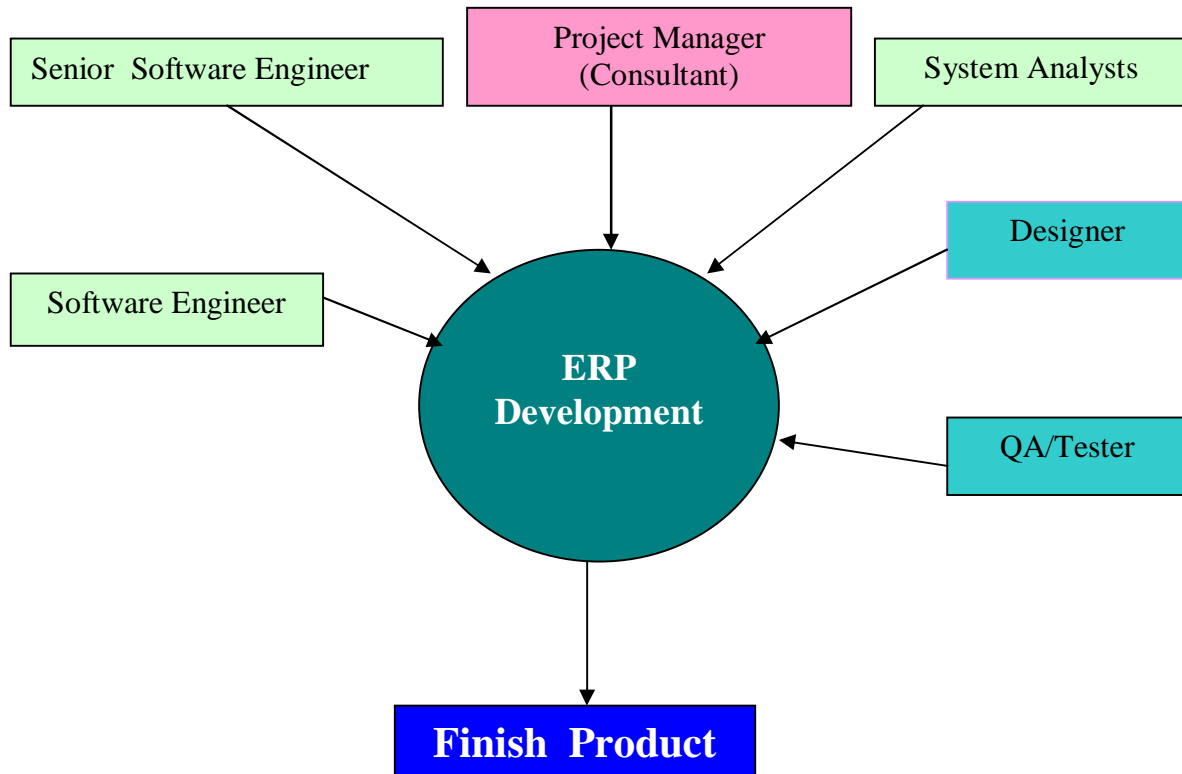 Senior  Software Engineer
Project Manager
(Consultant)
System Analysts
Designer
Software Engineer
ERP
Development
QA/Tester
Finish  Product